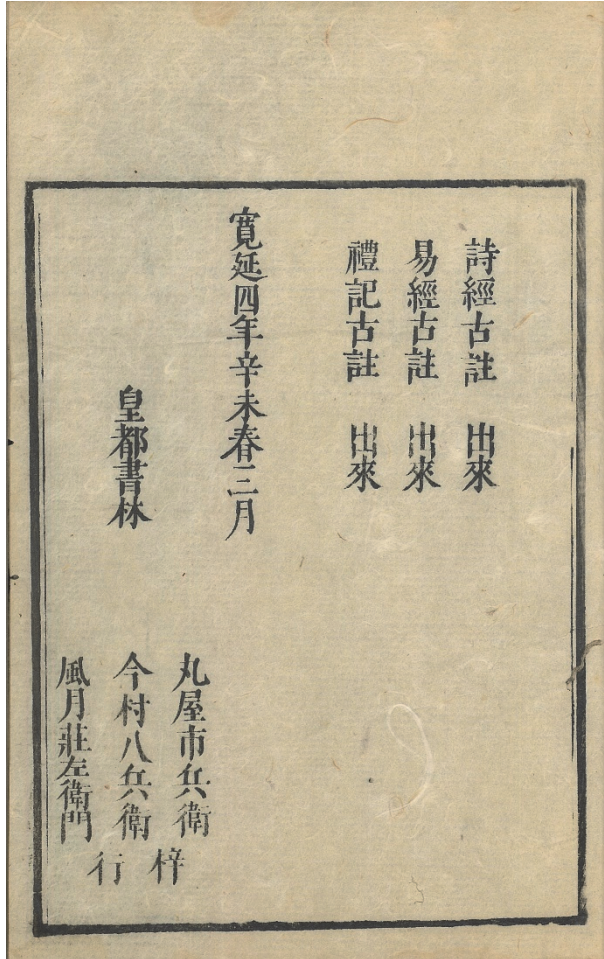 詩經古註　出來
易經古註　出來
禮記古註　出來
寬延四年辛未春三月
皇都書林
丸屋市兵衛
今村八兵衛
風月莊左衛門
梓行